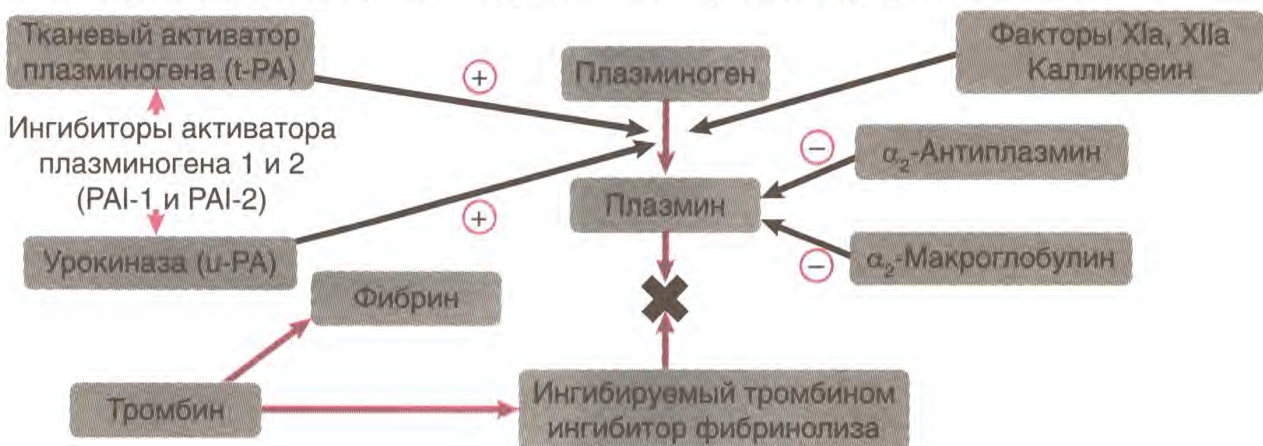 Тканевый активатор
плазминогена (t-PA)
+
Плазминоген
Факторы XIa, XIIa
Калликреин
Ингибиторы активатора
плазминогена 1 и 2
(PAI-1 и PAI-2)
−
α₂-Антиплазмин
Плазмин
+
Урокиназа (u-PA)
−
α₂-Макроглобулин
Фибрин
Тромбин
Ингибируемый тромбином
ингибитор фибринолиза